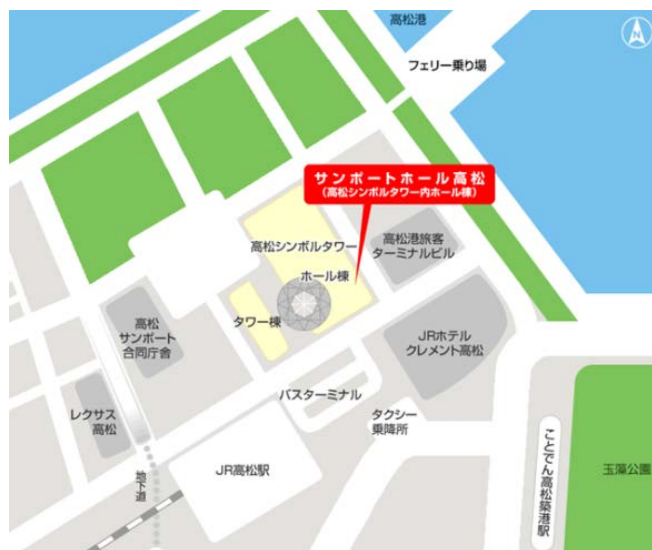 高松港
N
フェリー乗り場
サンポートホール高松
(高松シンボルタワー内ホール棟)
高松シンボルタワー
高松港旅客
ターミナルビル
ホール棟
タワー棟
高松
サンポート
合同庁舎
JRホテル
クレメント高松
バスターミナル
レクサス
高松
タクシー
乗降所
JR高松駅
地下道
ことでん高松築港駅
玉藻公園